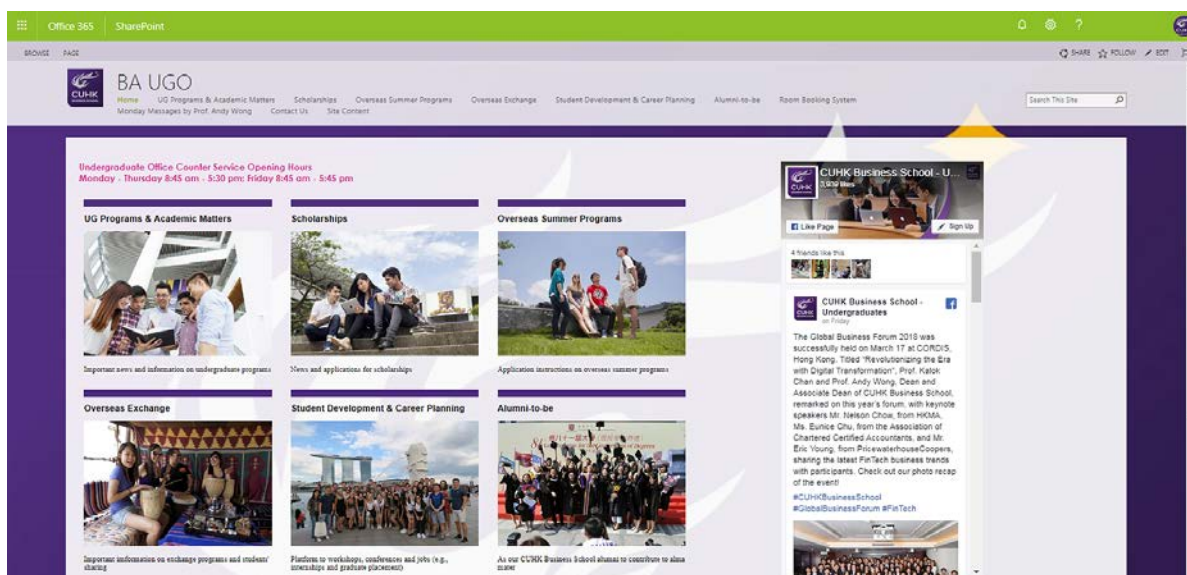 Office 365 SharePoint
?
BROWSE PAGE
SHARE FOLLOW EDIT
CUHK
BA UGO
Home UG Programs & Academic Matters Scholarships Overseas Summer Programs Overseas Exchange Student Development & Career Planning Alumni-to-be Room Booking System
Monday Messages by Prof. Andy Wong Contact Us Site Content
Search This Site
Undergraduate Office Counter Service Opening Hours
Monday - Thursday 8:45 am - 5:30 pm; Friday 8:45 am - 5:45 pm
UG Programs & Academic Matters
Important news and information on undergraduate programs
Scholarships
News and applications for scholarships
Overseas Summer Programs
Application instructions on overseas summer programs
Overseas Exchange
Important imformation on exchange programs and students'
sharing
Student Development & Career Planning
Platform to workshops, conferences and jobs (e.g.,
internships and graduate placement)
Alumni-to-be
As our CUHK Business School alumni to contribute to alma
mater
CUHK
CUHK Business School - U...
3,939 likes
Like Page
Sign Up
4 friends like this
CUHK
CUHK Business School -
Undergraduates
on Friday
The Global Business Forum 2018 was
successfully held on March 17 at CORDIS,
Hong Kong. Titled "Revolutionizing the Era
with Digital Transformation", Prof. Kalok
Chan and Prof. Andy Wong, Dean and
Associate Dean of CUHK Business School,
remarked on this year's forum, with keynote
speakers Mr. Nelson Chow, from HKMA,
Ms. Eunice Chu, from the Association of
Chartered Certified Accountants, and Mr.
Eric Young, from PricewaterhouseCoopers,
sharing the latest FinTech business trends
with participants. Check out our photo recap
of the event!
#CUHKBusinessSchool
#GlobalBusinessForum #FinTech